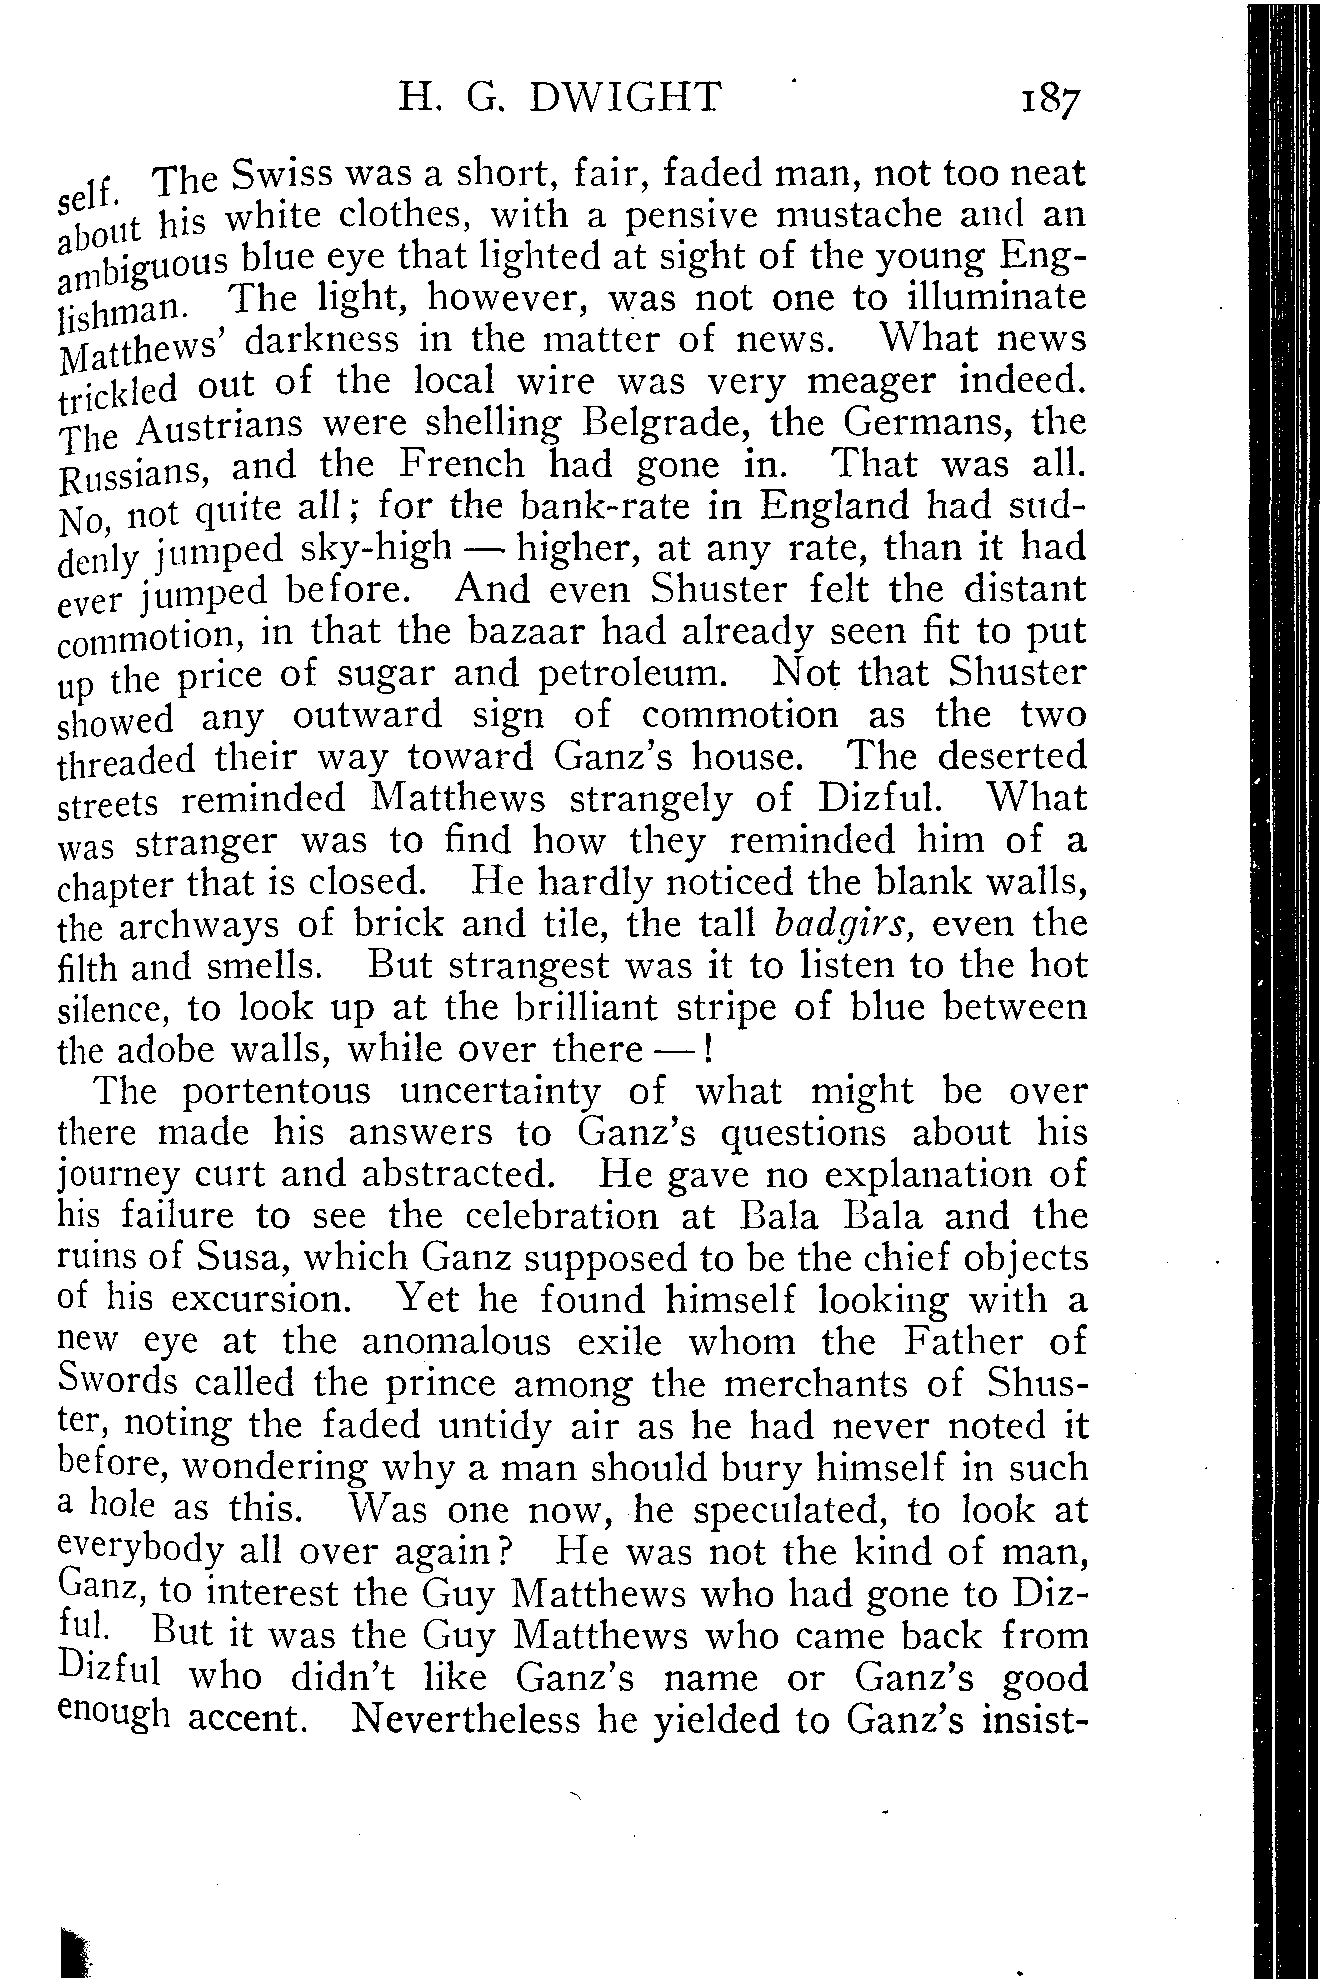 H. G. DWIGHT 187
self. The Swiss was a short, fair, faded man, not too neat
about his white clothes, with a pensive mustache and an
ambiguous blue eye that lighted at sight of the young Eng-
lishman. The light, however, was not one to illuminate
Matthews' darkness in the matter of news. What news
trickled out of the local wire was very meager indeed.
The Austrians were shelling Belgrade, the Germans, the
Russians, and the French had gone in. That was all.
No, not quite all; for the bank-rate in England had sud-
denly jumped sky-high — higher, at any rate, than it had
ever jumped before. And even Shuster felt the distant
commotion, in that the bazaar had already seen fit to put
up the price of sugar and petroleum. Not that Shuster
showed any outward sign of commotion as the two
threaded their way toward Ganz's house. The deserted
streets reminded Matthews strangely of Dizful. What
was stranger was to find how they reminded him of a
chapter that is closed. He hardly noticed the blank walls,
the archways of brick and tile, the tall badgirs, even the
filth and smells. But strangest was it to listen to the hot
silence, to look up at the brilliant stripe of blue between
the adobe walls, while over there — !
The portentous uncertainty of what might be over
there made his answers to Ganz's questions about his
journey curt and abstracted. He gave no explanation of
his failure to see the celebration at Bala Bala and the
ruins of Susa, which Ganz supposed to be the chief objects
of his excursion. Yet he found himself looking with a
new eye at the anomalous exile whom the Father of
Swords called the prince among the merchants of Shus-
ter, noting the faded untidy air as he had never noted it
before, wondering why a man should bury himself in such
a hole as this. Was one now, he speculated, to look at
everybody all over again? He was not the kind of man,
Ganz, to interest the Guy Matthews who had gone to Diz-
ful. But it was the Guy Matthews who came back from
Dizful who didn't like Ganz's name or Ganz's good
enough accent. Nevertheless he yielded to Ganz's insist-